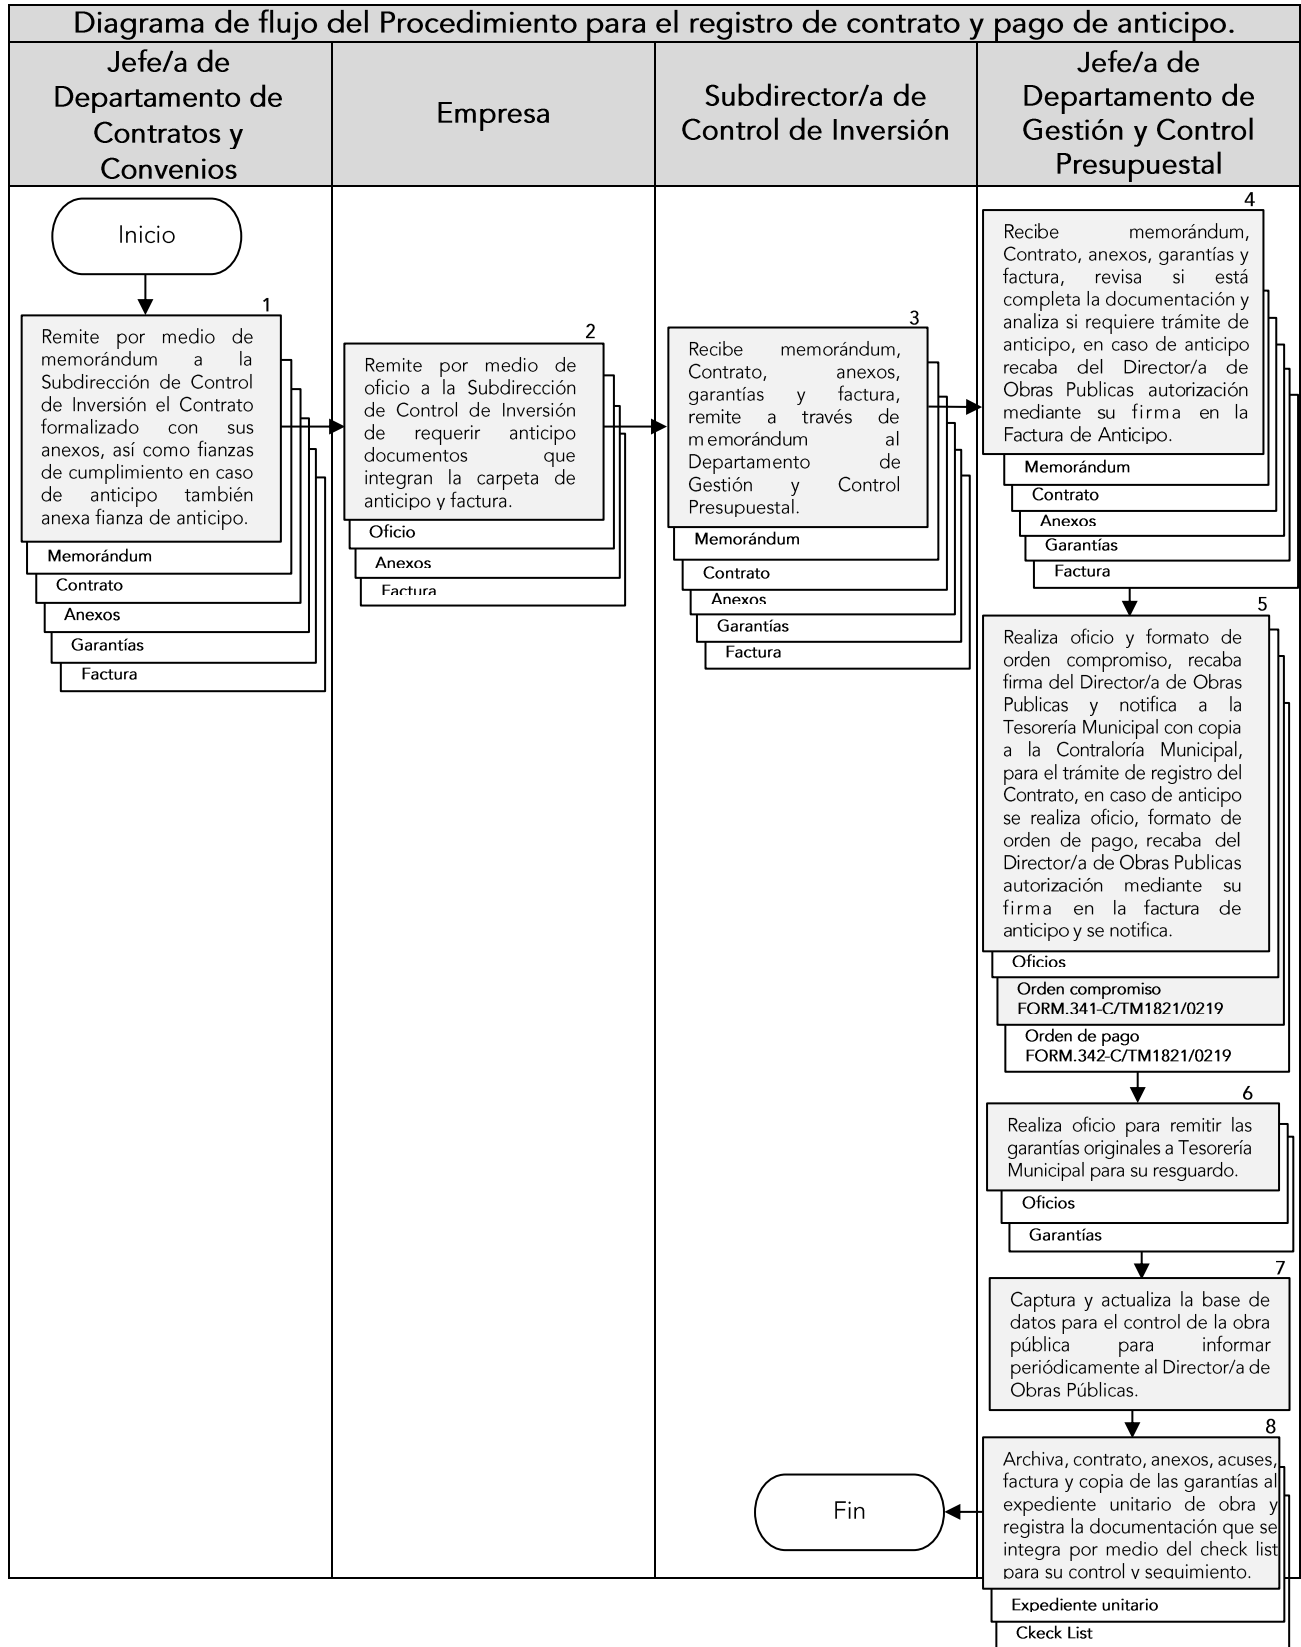 Diagrama de flujo del Procedimiento para el registro de contrato y pago de anticipo.
Jefe/a de
Departamento de
Contratos y
Convenios
Empresa
Subdirector/a de
Control de Inversión
Jefe/a de
Departamento de
Gestión y Control
Presupuestal
Inicio
1
Remite por medio de
memorándum a la
Subdirección de Control
de Inversión el Contrato
formalizado con sus
anexos, así como fianzas
de cumplimiento en caso
de anticipo también
anexa fianza de anticipo.
Memorándum
Contrato
Anexos
Garantías
Factura
2
Remite por medio de
oficio a la Subdirección
de Control de Inversión
de requerir anticipo
documentos que
integran la carpeta de
anticipo y factura.
Oficio
Anexos
Factura
3
Recibe memorándum,
Contrato, anexos,
garantías y factura,
remite a través de
memorándum al
Departamento de
Gestión y Control
Presupuestal.
Memorándum
Contrato
Anexos
Garantías
Factura
4
Recibe memorándum,
Contrato, anexos, garantías y
factura, revisa si está
completa la documentación y
analiza si requiere trámite de
anticipo, en caso de anticipo
recaba del Director/a de
Obras Publicas autorización
mediante su firma en la
Factura de Anticipo.
Memorándum
Contrato
Anexos
Garantías
Factura
5
Realiza oficio y formato de
orden compromiso, recaba
firma del Director/a de Obras
Publicas y notifica a la
Tesorería Municipal con copia
a la Contraloría Municipal,
para el trámite de registro del
Contrato, en caso de anticipo
se realiza oficio, formato de
orden de pago, recaba del
Director/a de Obras Publicas
autorización mediante su
firma en la factura de
anticipo y se notifica.
Oficios
Orden compromiso
FORM.341-C/TM1821/0219
Orden de pago
FORM.342-C/TM1821/0219
6
Realiza oficio para remitir las
garantías originales a Tesorería
Municipal para su resguardo.
Oficios
Garantías
7
Captura y actualiza la base de
datos para el control de la obra
pública para informar
periódicamente al Director/a de
Obras Públicas.
8
Archiva, contrato, anexos, acuses,
factura y copia de las garantías al
expediente unitario de obra y
registra la documentación que se
integra por medio del check list
para su control y seguimiento.
Expediente unitario
Ckeck List
Fin